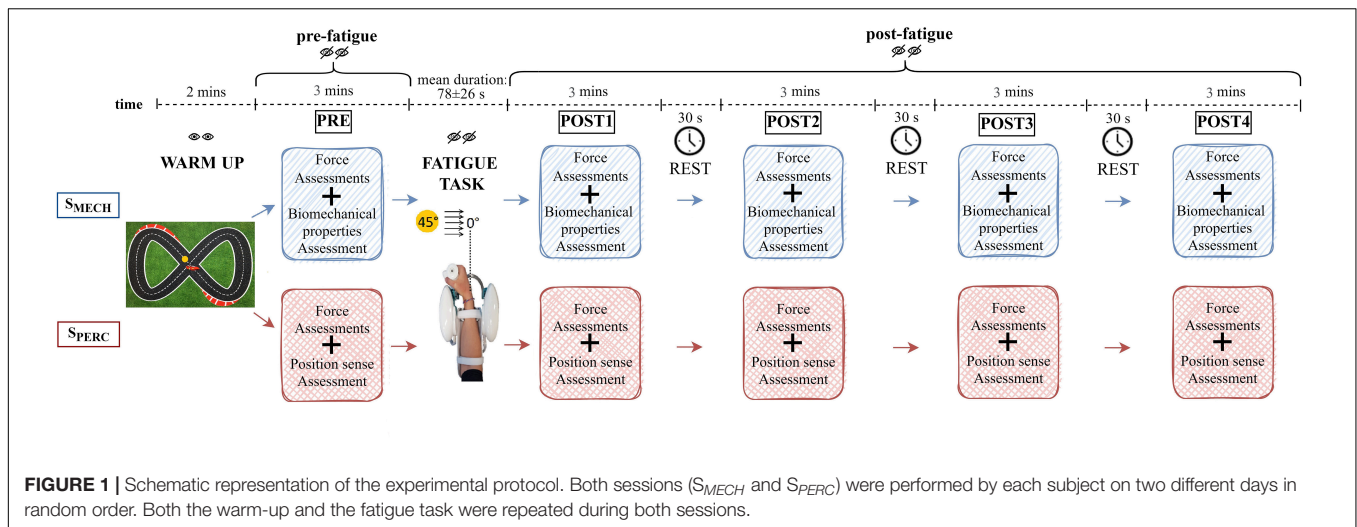 pre-fatigue
post-fatigue
mean duration:
78±26 s
time
2 mins
3 mins
3 mins
3 mins
3 mins
3 mins
PRE
POST1
30 s
POST2
30 s
POST3
30 s
POST4
WARM UP
FATIGUE
TASK
REST
REST
REST
S_MECH
Force
Assessments
+
Biomechanical
properties
Assessment
45°
0°
Force
Assessments
+
Biomechanical
properties
Assessment
Force
Assessments
+
Biomechanical
properties
Assessment
Force
Assessments
+
Biomechanical
properties
Assessment
Force
Assessments
+
Biomechanical
properties
Assessment
S_PERC
Force
Assessments
+
Position sense
Assessment
Force
Assessments
+
Position sense
Assessment
Force
Assessments
+
Position sense
Assessment
Force
Assessments
+
Position sense
Assessment
Force
Assessments
+
Position sense
Assessment
FIGURE 1 | Schematic representation of the experimental protocol. Both sessions (S_MECH and S_PERC) were performed by each subject on two different days in
random order. Both the warm-up and the fatigue task were repeated during both sessions.